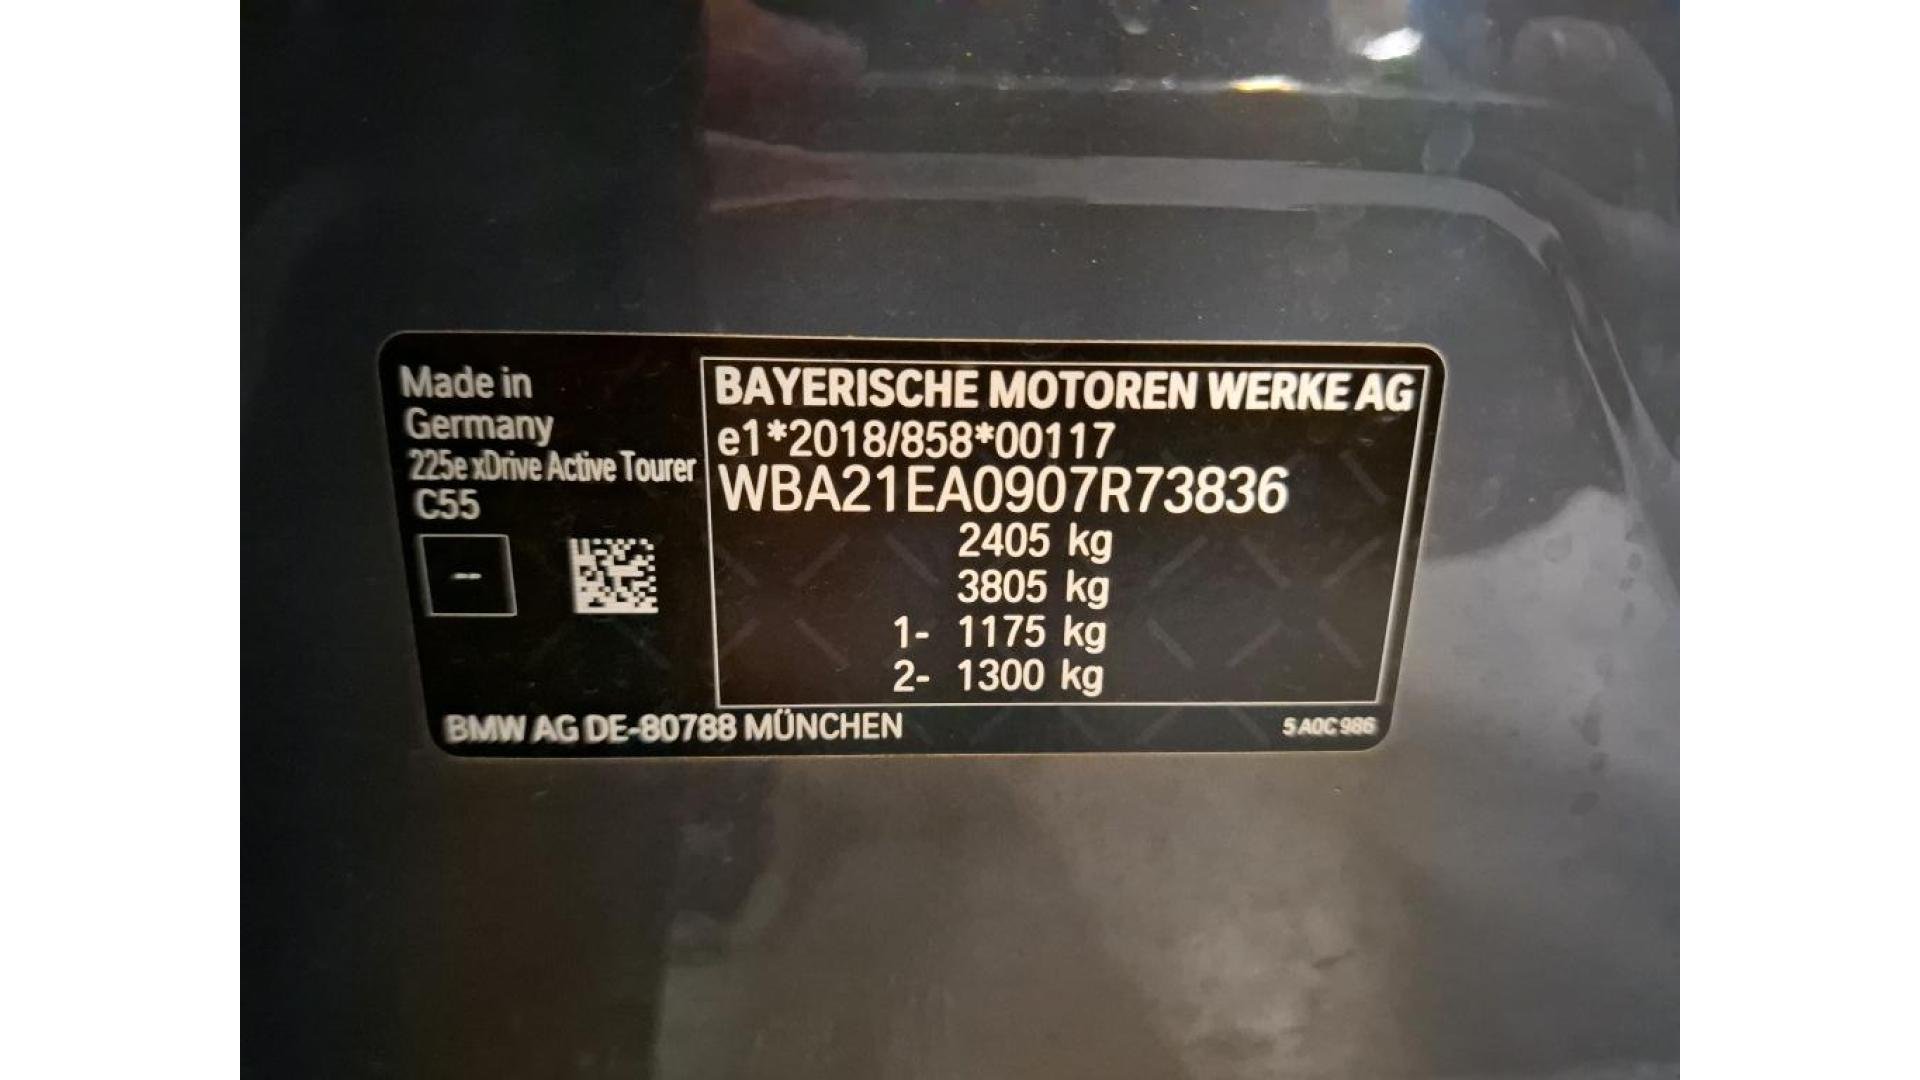 Made in
Germany
225e xDrive Active Tourer
C55
--
BAYERISCHE MOTOREN WERKE AG
e1*2018/858*00117
WBA21EA0907R73836
2405 kg
3805 kg
1- 1175 kg
2- 1300 kg
BMW AG DE-80788 MÜNCHEN
5 A0C 986